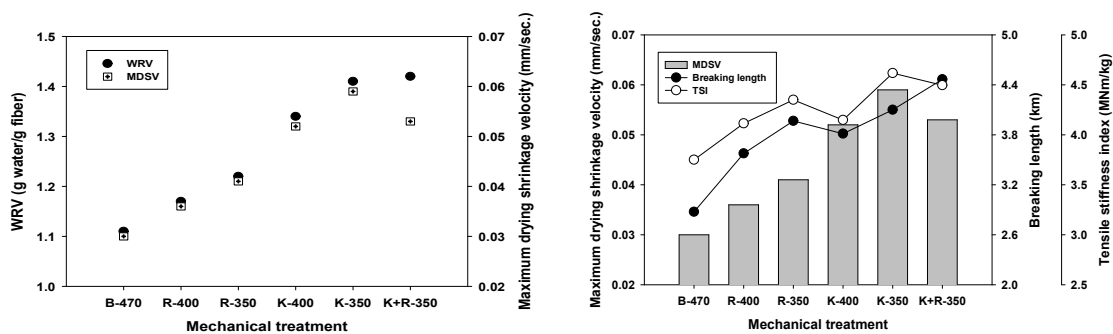 WRV (g water/g fiber)
1.5
1.4
1.3
1.2
1.1
1.0
WRV
MDSV
0.07
0.06
0.05
0.04
0.03
0.02
Maximum drying shrinkage velocity (mm/sec.)
B-470 R-400 R-350 K-400 K-350 K+R-350
Mechanical treatment
Maximum drying shrinkage velocity (mm/sec.)
0.07
0.06
0.05
0.04
0.03
0.02
MDSV
Breaking length
TSI
5.0
4.4
3.8
3.2
2.6
2.0
Breaking length (km)
5.0
4.5
4.0
3.5
3.0
2.5
Tensile stiffness index (MNm/kg)
B-470 R-400 R-350 K-400 K-350 K+R-350
Mechanical treatment